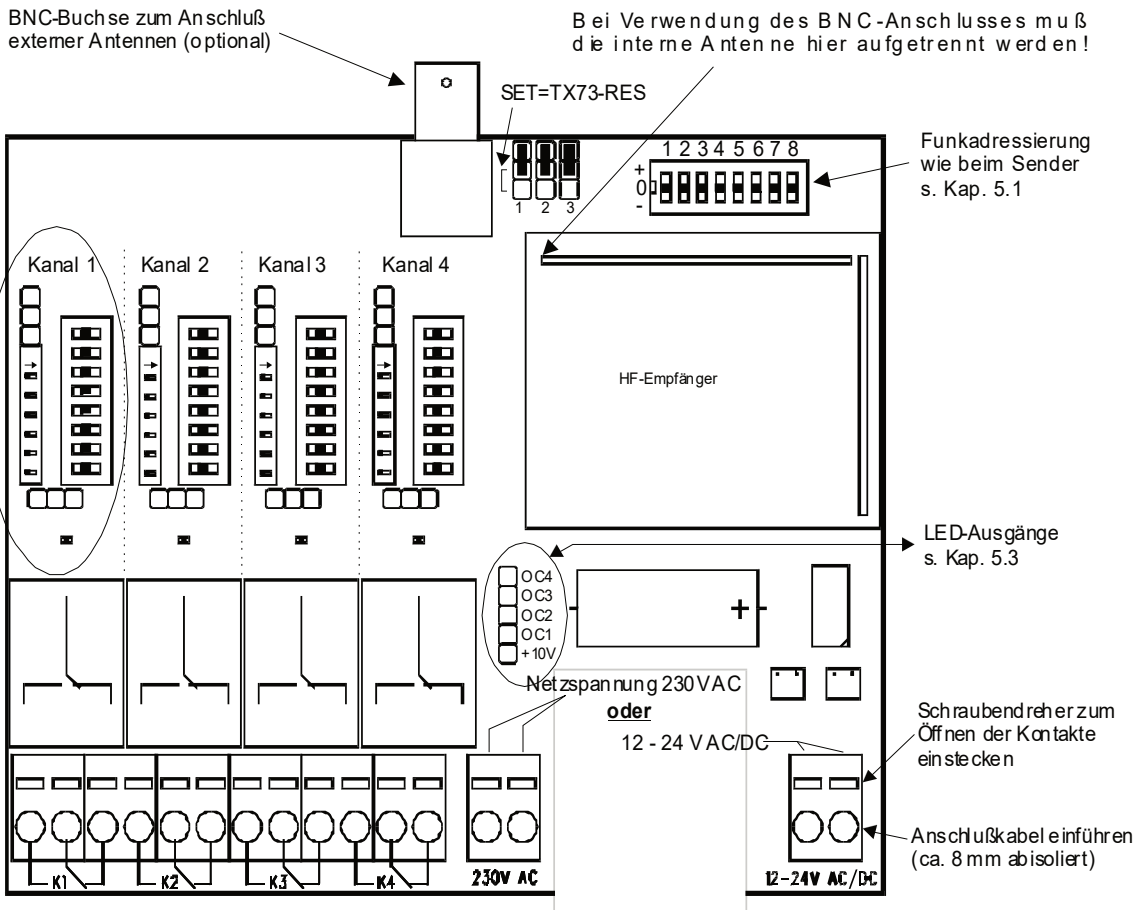 BNC-Buchse zum Anschluß
externer Antennen (optional)
Bei Verwendung des BNC-Anschlusses muß
die interne Antenne hier aufgetrennt werden!
SET=TX73-RES
1 2 3
1 2 3 4 5 6 7 8
+
0
-
Funkadressierung
wie beim Sender
s. Kap. 5.1
Kanal 1
Kanal 2
Kanal 3
Kanal 4
HF-Empfänger
LED-Ausgänge
s. Kap. 5.3
OC4
OC3
OC2
OC1
+10V
+
Netzspannung 230VAC
oder
12 - 24 VAC/DC
Schraubendreher zum
Öffnen der Kontakte
einstecken
Anschlußkabel einführen
(ca. 8 mm abisoliert)
K1
K2
K3
K4
230V AC
12-24V AC/DC